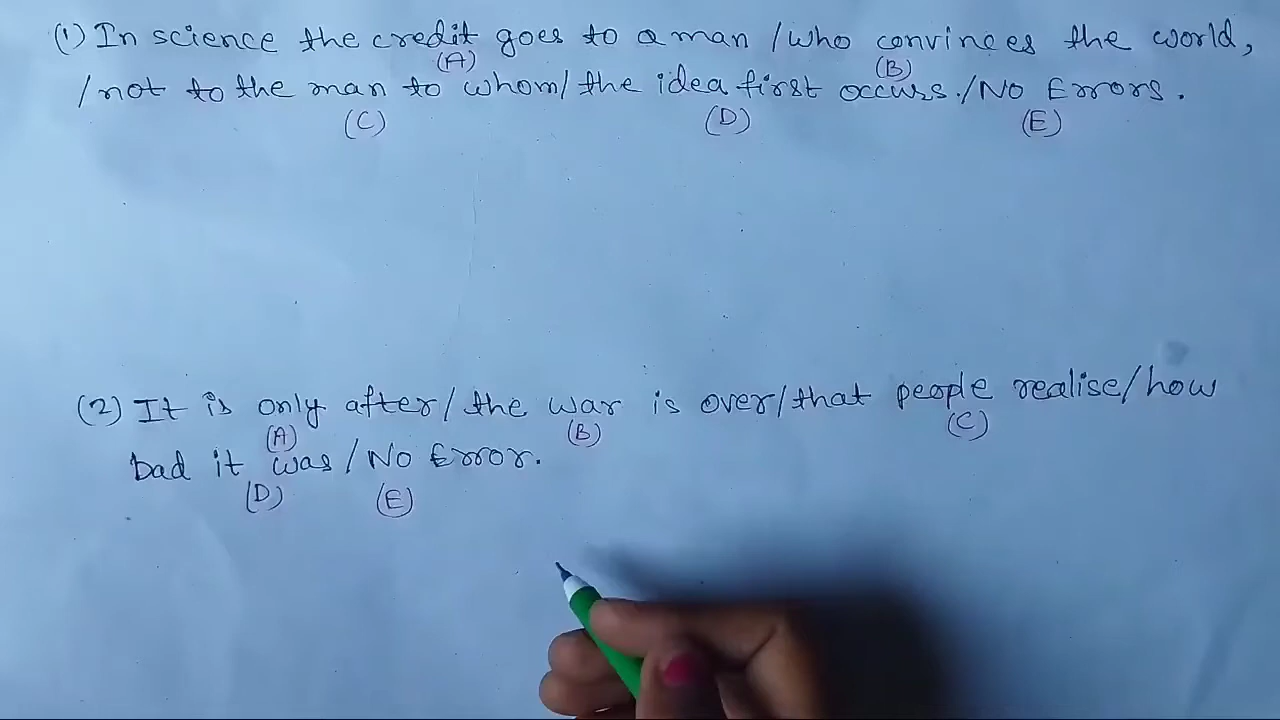 (1) In science the credit goes to a man / who convinces the world,
(A) (B)
/ not to the man to whom / the idea first occurs. / No Errors.
(C) (D) (E)
(2) It is only after / the war is over / that people realise / how
(A) (B) (C)
bad it was / No Error.
(D) (E)